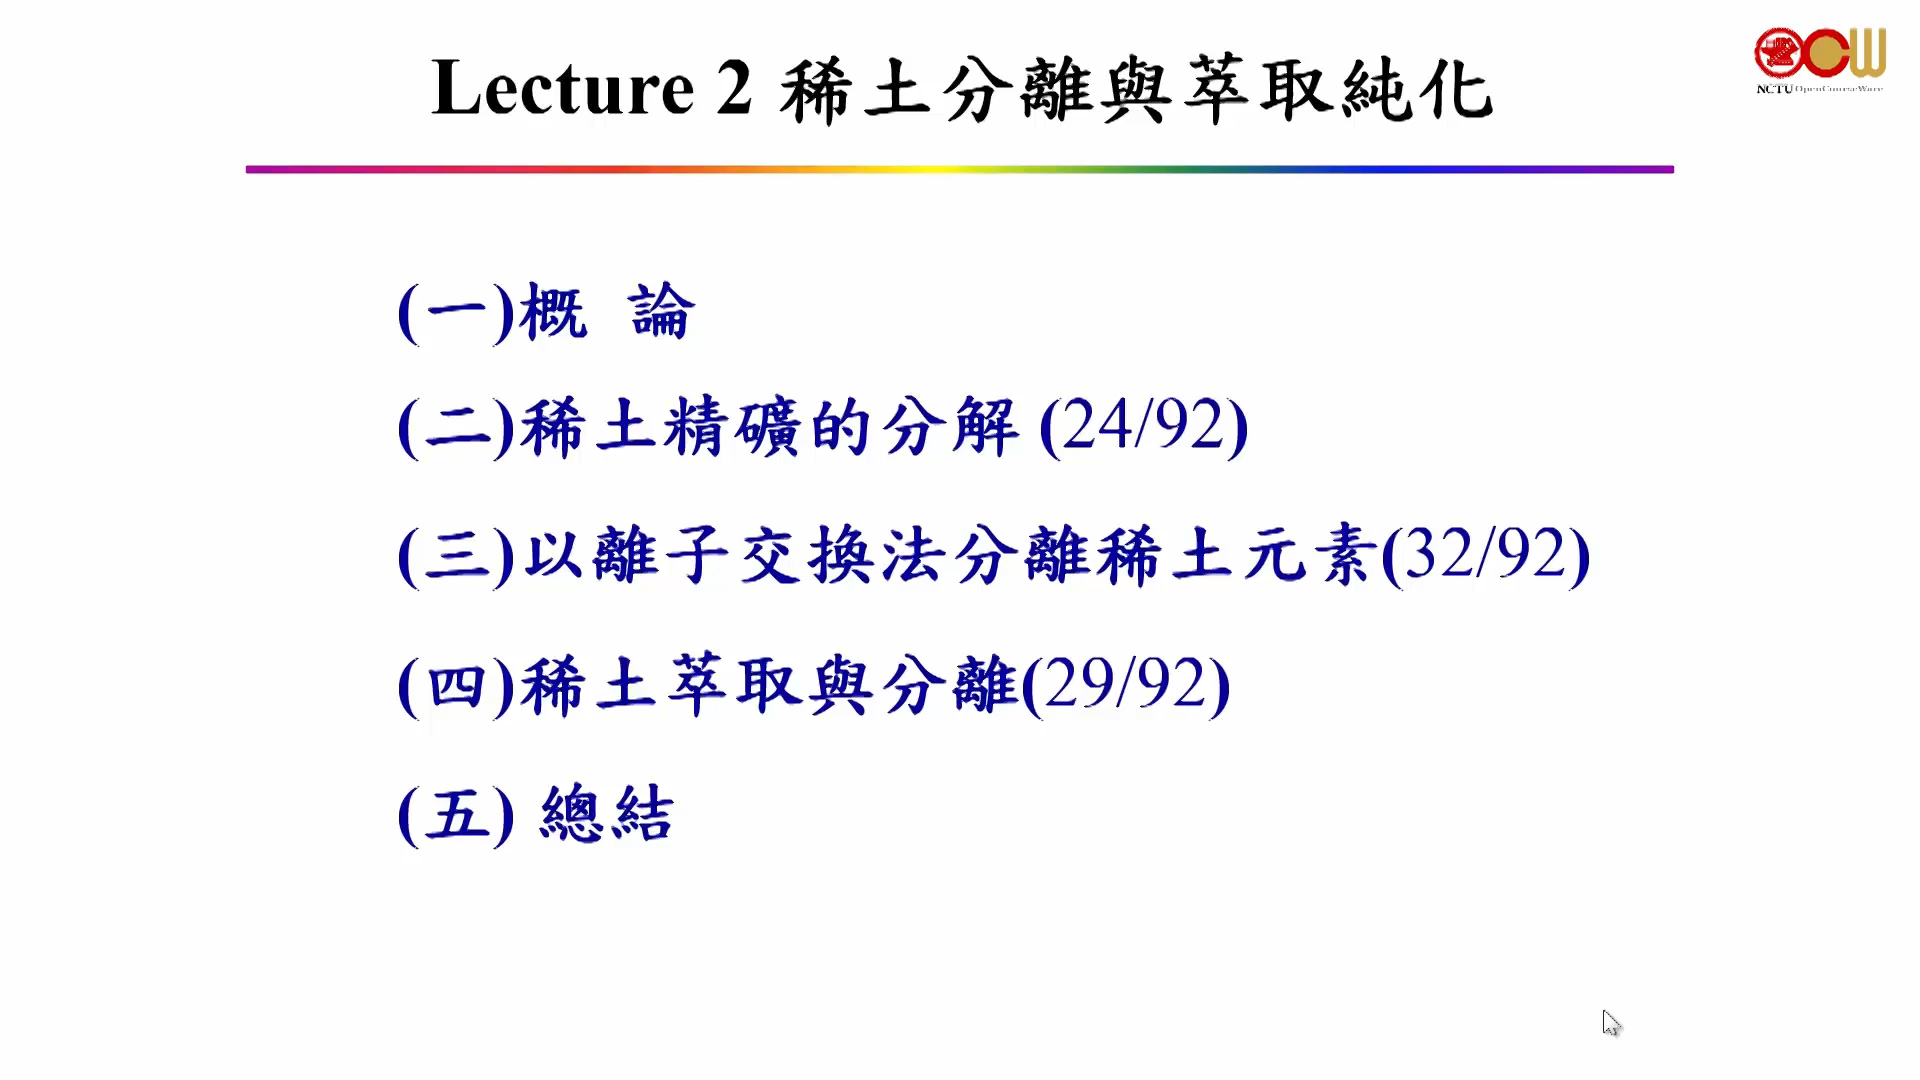 Lecture 2 稀土分離與萃取純化
NCTU OpenCourseWare
(一)概 論
(二)稀土精礦的分解 (24/92)
(三)以離子交換法分離稀土元素(32/92)
(四)稀土萃取與分離(29/92)
(五) 總結